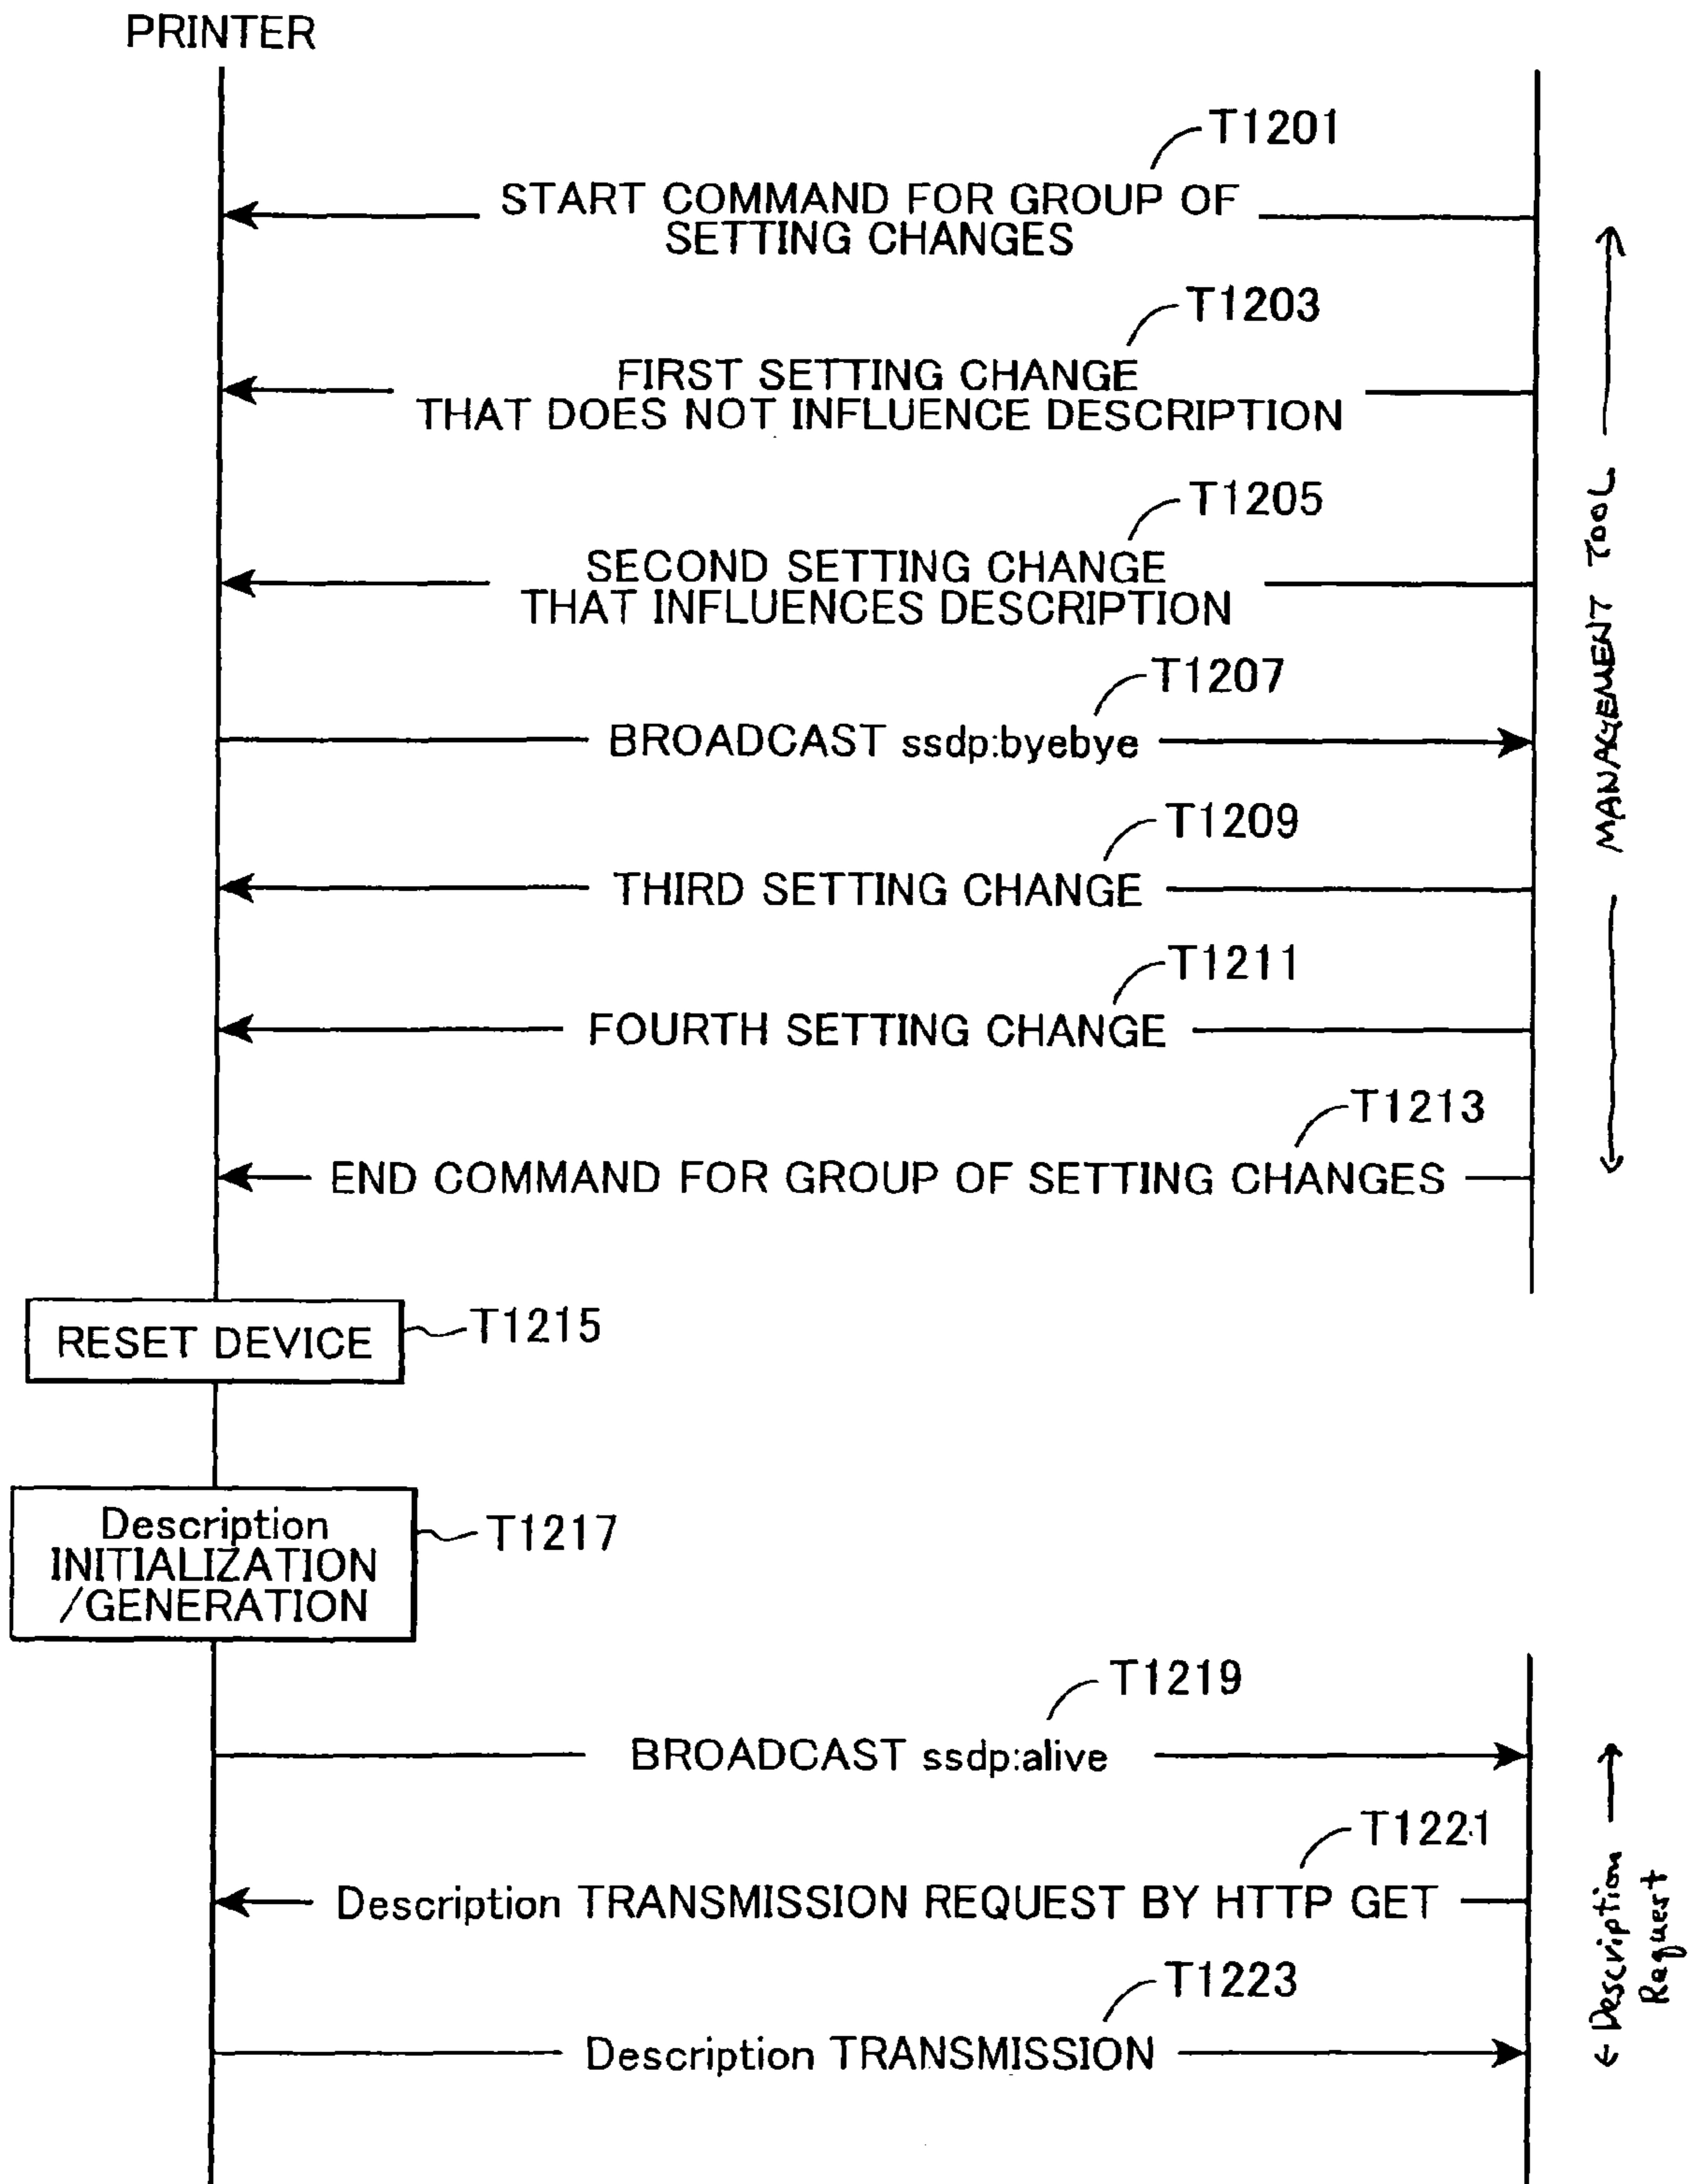 PRINTER
T1201
START COMMAND FOR GROUP OF
SETTING CHANGES
T1203
FIRST SETTING CHANGE
THAT DOES NOT INFLUENCE DESCRIPTION
T1205
SECOND SETTING CHANGE
THAT INFLUENCES DESCRIPTION
T1207
BROADCAST ssdp:byebye
T1209
THIRD SETTING CHANGE
T1211
FOURTH SETTING CHANGE
T1213
END COMMAND FOR GROUP OF SETTING CHANGES
MANAGEMENT TOOL
RESET DEVICE
T1215
Description
INITIALIZATION
/GENERATION
T1217
T1219
BROADCAST ssdp:alive
T1221
Description TRANSMISSION REQUEST BY HTTP GET
T1223
Description TRANSMISSION
Description
Request